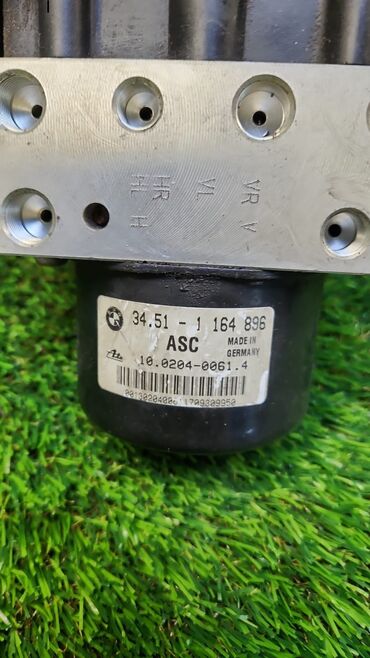 HL H HR VL VR V
34.51 - 1 164 896
ASC MADE IN
GERMANY
10.0204-0061.4